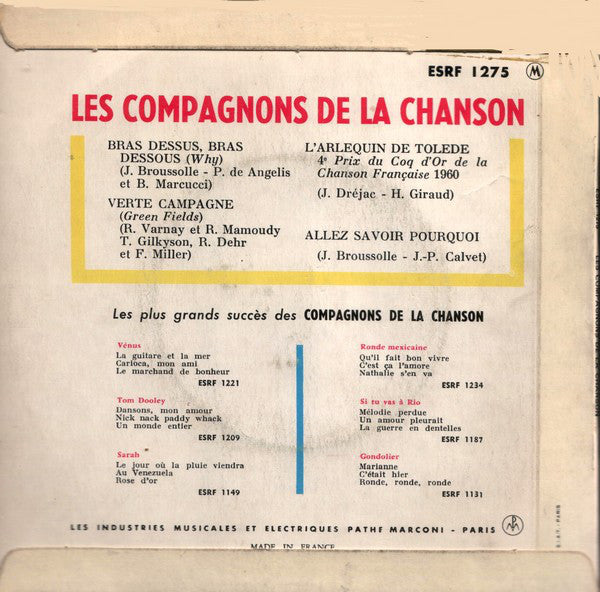 ESRF 1275 M
LES COMPAGNONS DE LA CHANSON
BRAS DESSUS, BRAS
DESSOUS (Why)
(J. Broussolle - P. de Angelis
et B. Marcucci)
VERTE CAMPAGNE
(Green Fields)
(R. Varnay et R. Mamoudy
T. Gilkyson, R. Dehr
et F. Miller)
L'ARLEQUIN DE TOLEDE
4e Prix du Coq d'Or de la
Chanson Française 1960
(J. Dréjac - H. Giraud)
ALLEZ SAVOIR POURQUOI
(J. Broussolle - J.-P. Calvet)
Les plus grands succès des COMPAGNONS DE LA CHANSON
Vénus
La guitare et la mer
Carioca, mon ami
Le marchand de bonheur
ESRF 1221
Tom Dooley
Dansons, mon amour
Nick nack paddy whack
Un monde entier
ESRF 1209
Sarah
Le jour où la pluie viendra
Au Venezuela
Rose d'or
ESRF 1149
Ronde mexicaine
Qu'il fait bon vivre
C'est ça l'amore
Nathalie s'en va
ESRF 1234
Si tu vas à Rio
Mélodie perdue
Un amour pleurait
La guerre en dentelles
ESRF 1187
Gondolier
Marianne
C'était hier
Ronde, ronde, ronde
ESRF 1131
LES INDUSTRIES MUSICALES ET ELECTRIQUES PATHE MARCONI - PARIS
MADE IN FRANCE